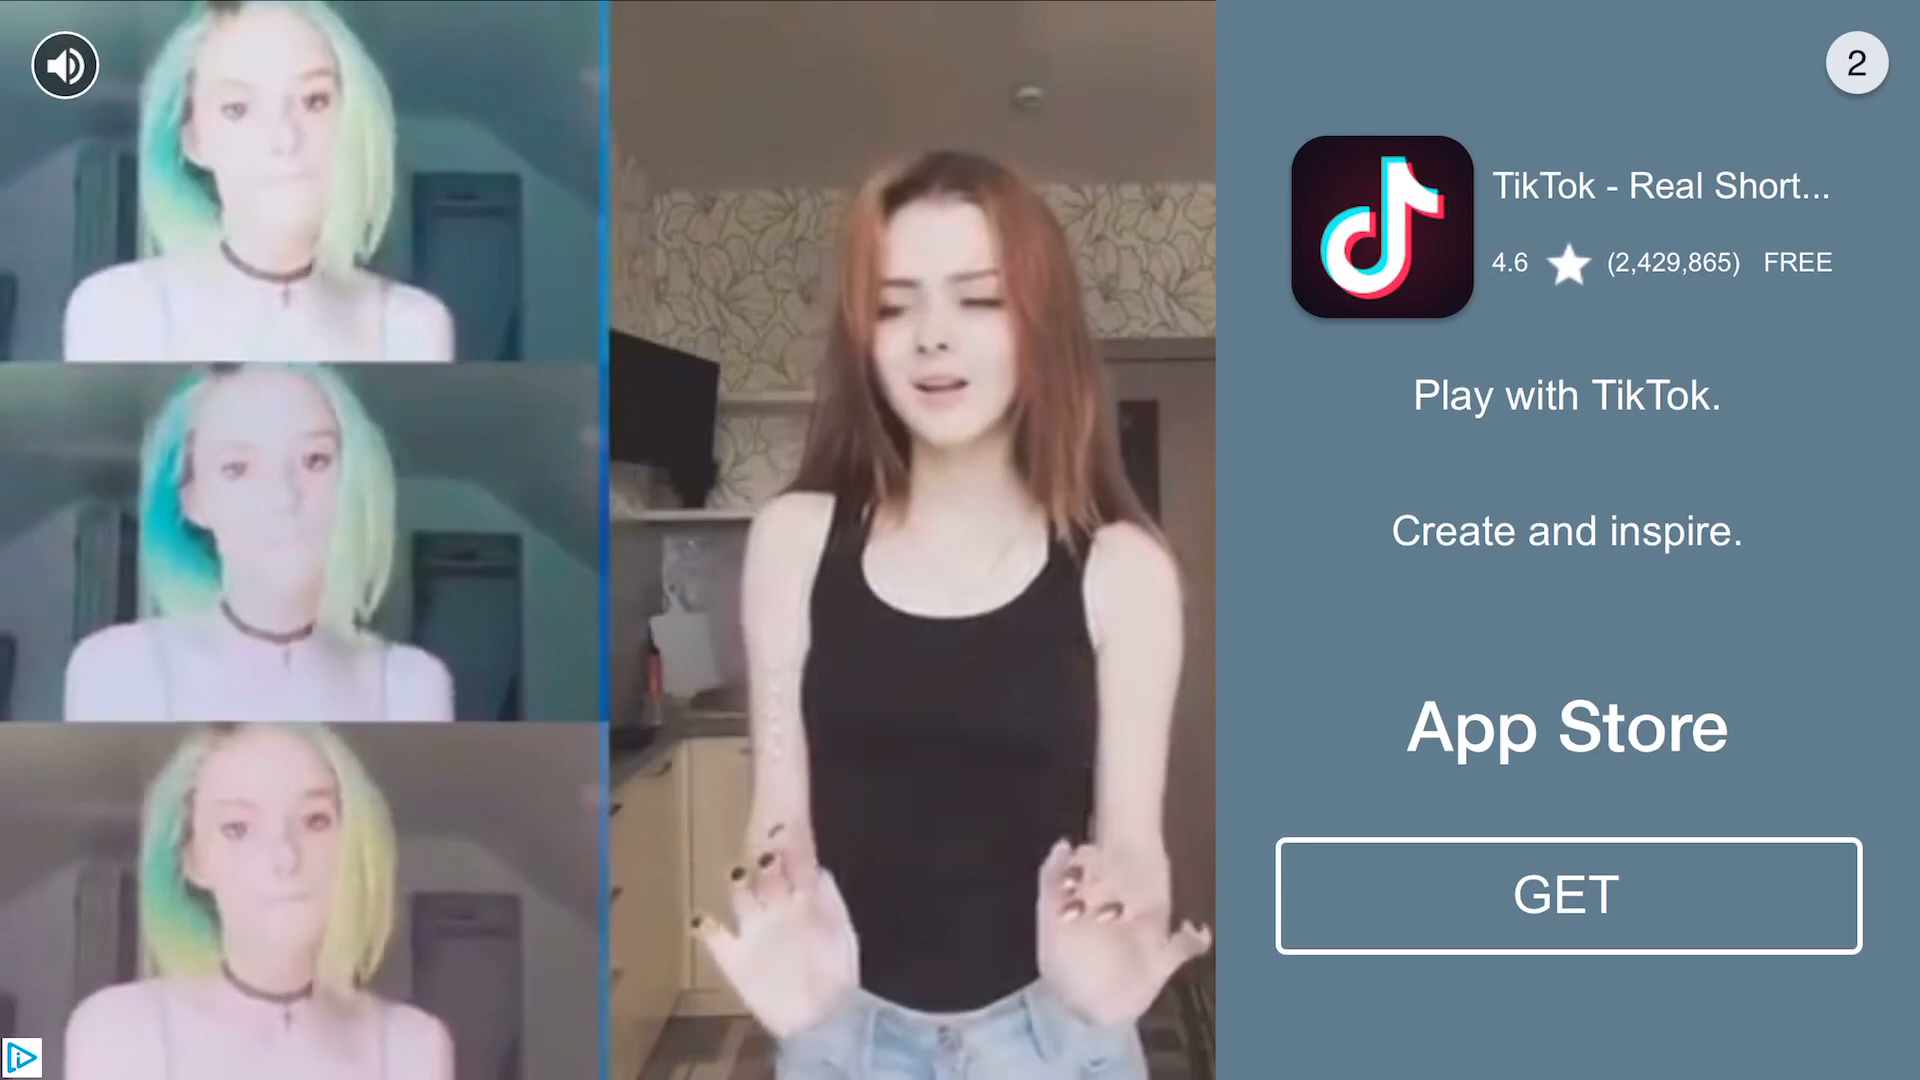 2
TikTok - Real Short...
4.6 ★ (2,429,865) FREE
Play with TikTok.
Create and inspire.
App Store
GET